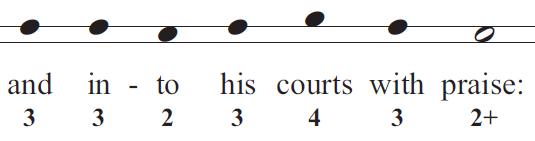 and in - to his courts with praise:
3 3 2 3 4 3 2+